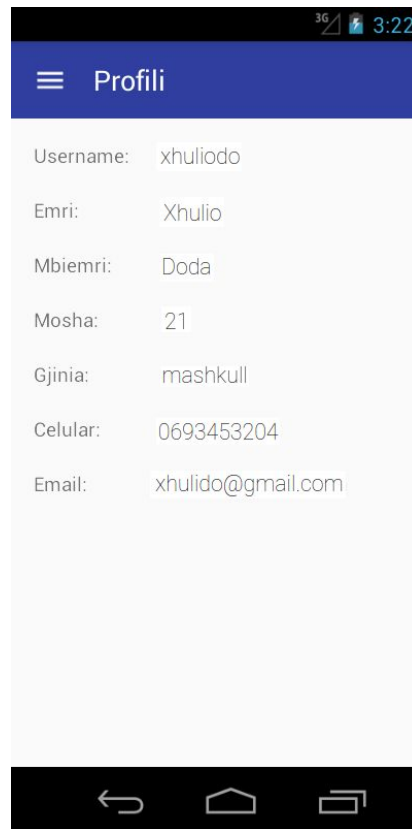 3G 3:22
Profili
Username: xhuliodo
Emri: Xhulio
Mbiemri: Doda
Mosha: 21
Gjinia: mashkull
Celular: 0693453204
Email: xhulido@gmail.com